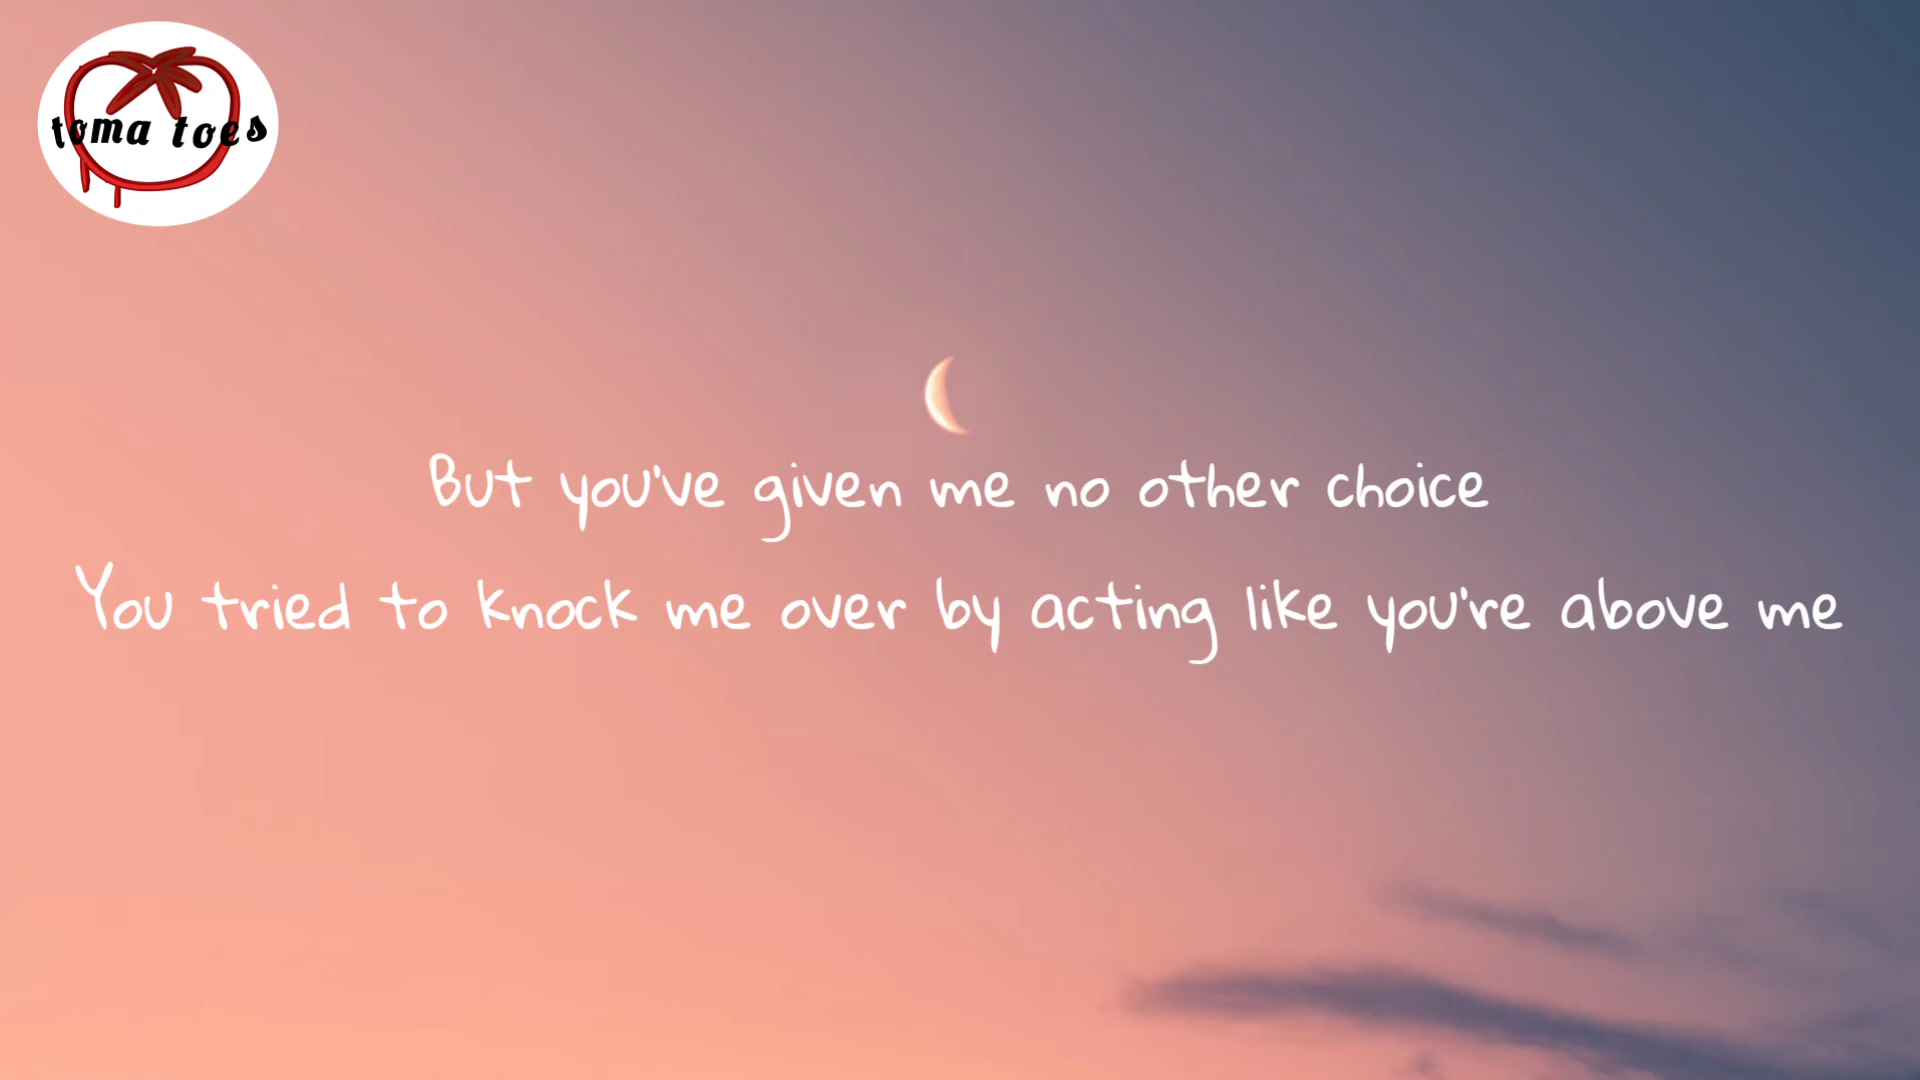 toma toes
But you've given me no other choice
You tried to knock me over by acting like you're above me